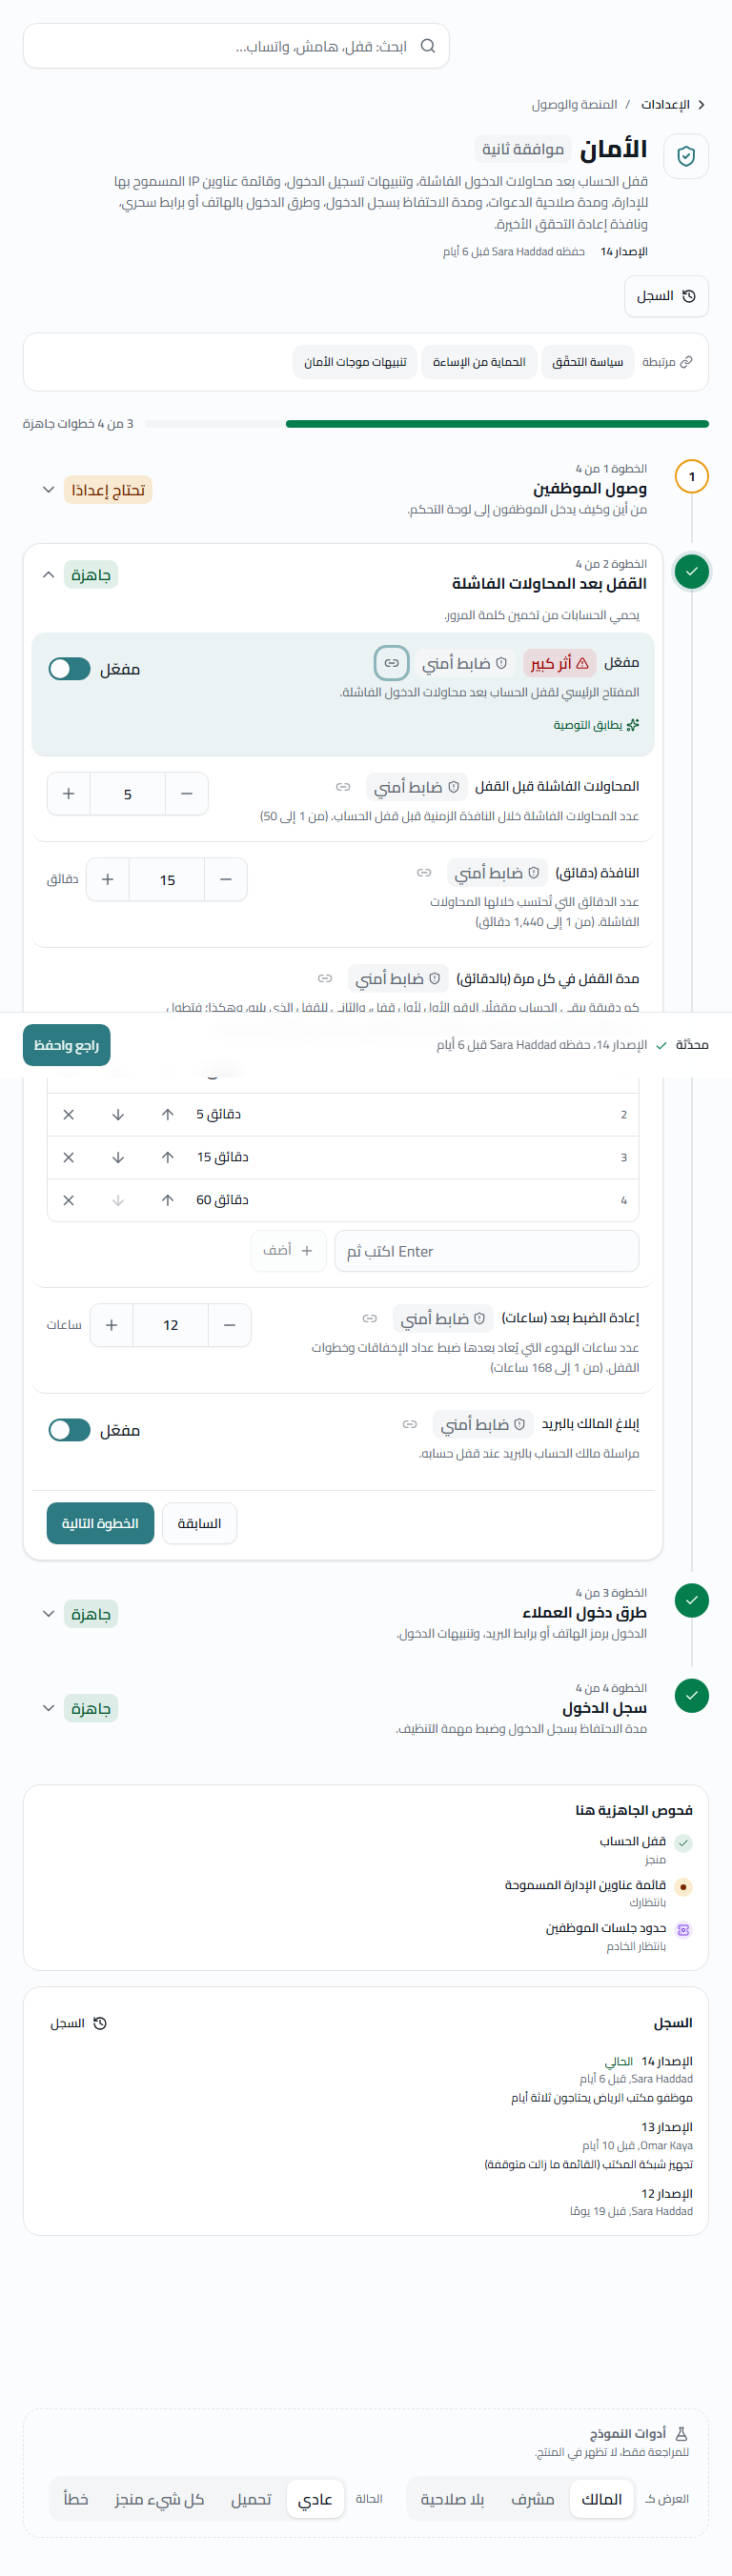 ابحث: قفل، هامش، واتساب...
الإعدادات / المنصة والوصول
الأمان موافقة ثانية
قفل الحساب بعد محاولات الدخول الفاشلة، وتنبيهات تسجيل الدخول، وقائمة عناوين IP المسموح بها
للإدارة، ومدة صلاحية الدعوات، ومدة الاحتفاظ بسجل الدخول، وطرق الدخول بالهاتف أو برابط سحري،
ونافذة إعادة التحقق الأخيرة.
الإصدار 14 حفظه Sara Haddad قبل 6 أيام
السجل
مرتبطة سياسة التحقّق الحماية من الإساءة تنبيهات موجات الأمان
3 من 4 خطوات جاهزة
1
الخطوة 1 من 4
وصول الموظفين
من أين وكيف يدخل الموظفون إلى لوحة التحكم.
تحتاج إعدادًا
الخطوة 2 من 4
القفل بعد المحاولات الفاشلة
جاهزة
يحمي الحسابات من تخمين كلمة المرور.
مفعّل أثر كبير ضابط أمني
مفعّل
المفتاح الرئيسي لقفل الحساب بعد محاولات الدخول الفاشلة.
يطابق التوصية
المحاولات الفاشلة قبل القفل ضابط أمني
5
عدد المحاولات الفاشلة خلال النافذة الزمنية قبل قفل الحساب. (من 1 إلى 50)
النافذة (دقائق) ضابط أمني
15 دقائق
عدد الدقائق التي تُحتسب خلالها المحاولات
الفاشلة. (من 1 إلى 1,440 دقائق)
مدة القفل في كل مرة (بالدقائق) ضابط أمني
كم دقيقة يبقى الحساب مقفلًا. الرقم الأول لأول قفل، والثاني للقفل الذي يليه، وهكذا؛ فتطول
محدّثة الإصدار 14، حفظه Sara Haddad قبل 6 أيام
راجع واحفظ
2 5 دقائق
3 15 دقائق
4 60 دقائق
اكتب ثم Enter
أضف
إعادة الضبط بعد (ساعات) ضابط أمني
12 ساعات
عدد ساعات الهدوء التي يُعاد بعدها ضبط عداد الإخفاقات وخطوات
القفل. (من 1 إلى 168 ساعات)
إبلاغ المالك بالبريد ضابط أمني
مفعّل
مراسلة مالك الحساب بالبريد عند قفل حسابه.
السابقة الخطوة التالية
الخطوة 3 من 4
طرق دخول العملاء
الدخول برمز الهاتف أو برابط البريد، وتنبيهات الدخول.
جاهزة
الخطوة 4 من 4
سجل الدخول
مدة الاحتفاظ بسجل الدخول وضبط مهمة التنظيف.
جاهزة
فحوص الجاهزية هنا
قفل الحساب
منجز
قائمة عناوين الإدارة المسموحة
بانتظارك
حدود جلسات الموظفين
بانتظار الخادم
السجل
السجل
الإصدار 14 الحالي
Sara Haddad, قبل 6 أيام
موظفو مكتب الرياض يحتاجون ثلاثة أيام
الإصدار 13
Omar Kaya, قبل 10 أيام
تجهيز شبكة المكتب (القائمة ما زالت متوقفة)
الإصدار 12
Sara Haddad, قبل 19 يومًا
أدوات النموذج
للمراجعة فقط، لا تظهر في المنتج.
العرض كـ المالك مشرف بلا صلاحية
الحالة عادي تحميل كل شيء منجز خطأ